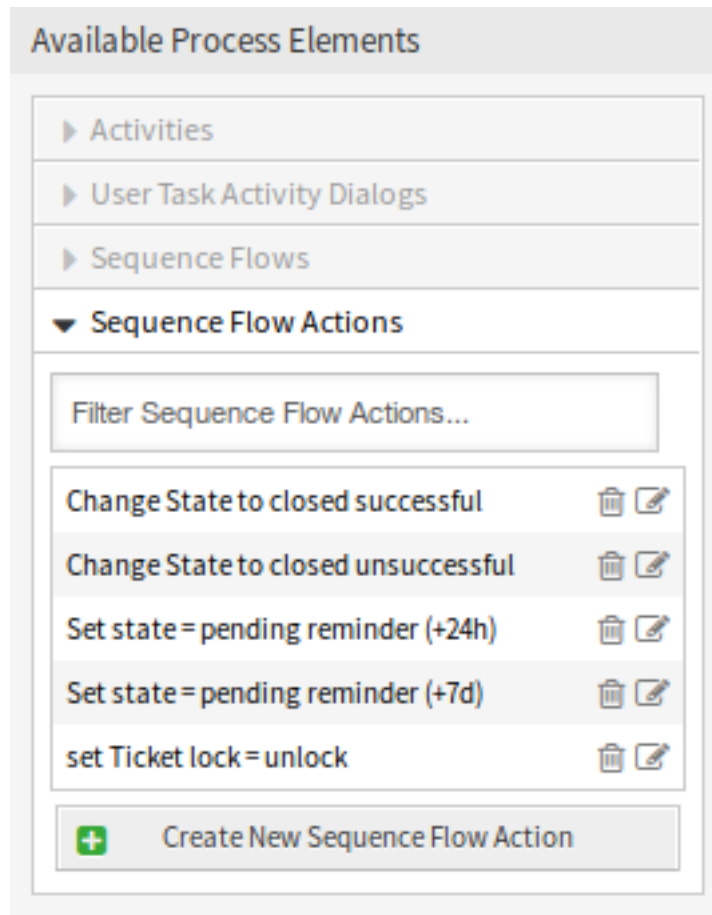 Available Process Elements
Activities
User Task Activity Dialogs
Sequence Flows
Sequence Flow Actions
Filter Sequence Flow Actions...
Change State to closed successful
Change State to closed unsuccessful
Set state = pending reminder (+24h)
Set state = pending reminder (+7d)
set Ticket lock = unlock
Create New Sequence Flow Action